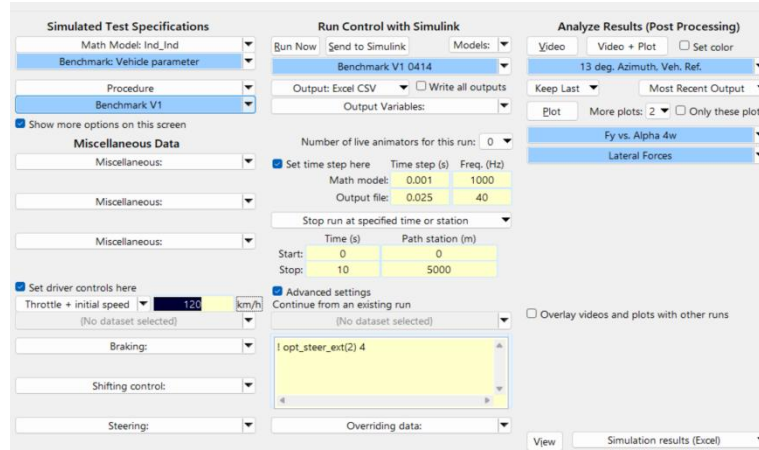 Simulated Test Specifications
Math Model: Ind_Ind
Benchmark: Vehicle parameter
Procedure
Benchmark V1
Show more options on this screen
Miscellaneous Data
Miscellaneous:
Miscellaneous:
Miscellaneous:
Set driver controls here
Throttle + initial speed 120 km/h
{No dataset selected}
Braking:
Shifting control:
Steering:
Run Control with Simulink
Run Now Send to Simulink Models:
Benchmark V1 0414
Output: Excel CSV Write all outputs
Output Variables:
Number of live animators for this run: 0
Set time step here Time step (s) Freq. (Hz)
Math model: 0.001 1000
Output file: 0.025 40
Stop run at specified time or station
Time (s) Path station (m)
Start: 0 0
Stop: 10 5000
Advanced settings
Continue from an existing run
{No dataset selected}
! opt_steer_ext(2) 4
Overriding data:
Analyze Results (Post Processing)
Video Video + Plot Set color
13 deg. Azimuth, Veh. Ref.
Keep Last Most Recent Output
Plot More plots: 2 Only these plot
Fy vs. Alpha 4w
Lateral Forces
Overlay videos and plots with other runs
View Simulation results (Excel)